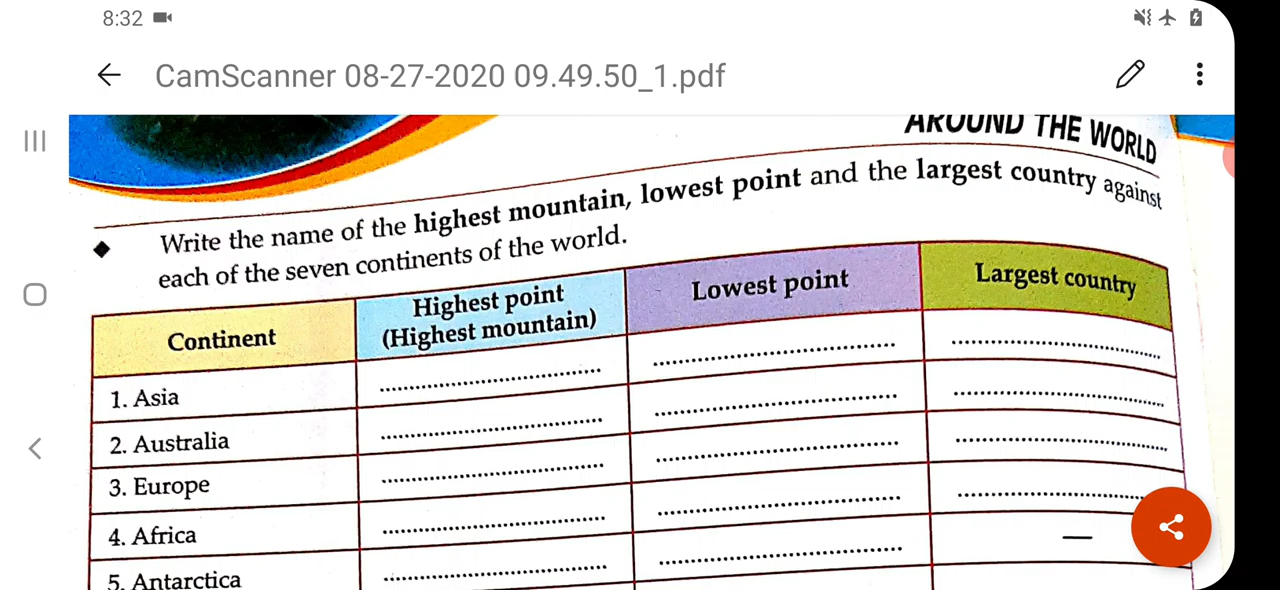 8:32
CamScanner 08-27-2020 09.49.50_1.pdf
AROUND THE WORLD
◆ Write the name of the highest mountain, lowest point and the largest country against
each of the seven continents of the world.
Continent
Highest point
(Highest mountain)
Lowest point
Largest country
1. Asia ........................ ........................ ........................
2. Australia ........................ ........................ ........................
3. Europe ........................ ........................ ........................
4. Africa ........................ ........................ ........................
5. Antarctica ........................ ........................ —